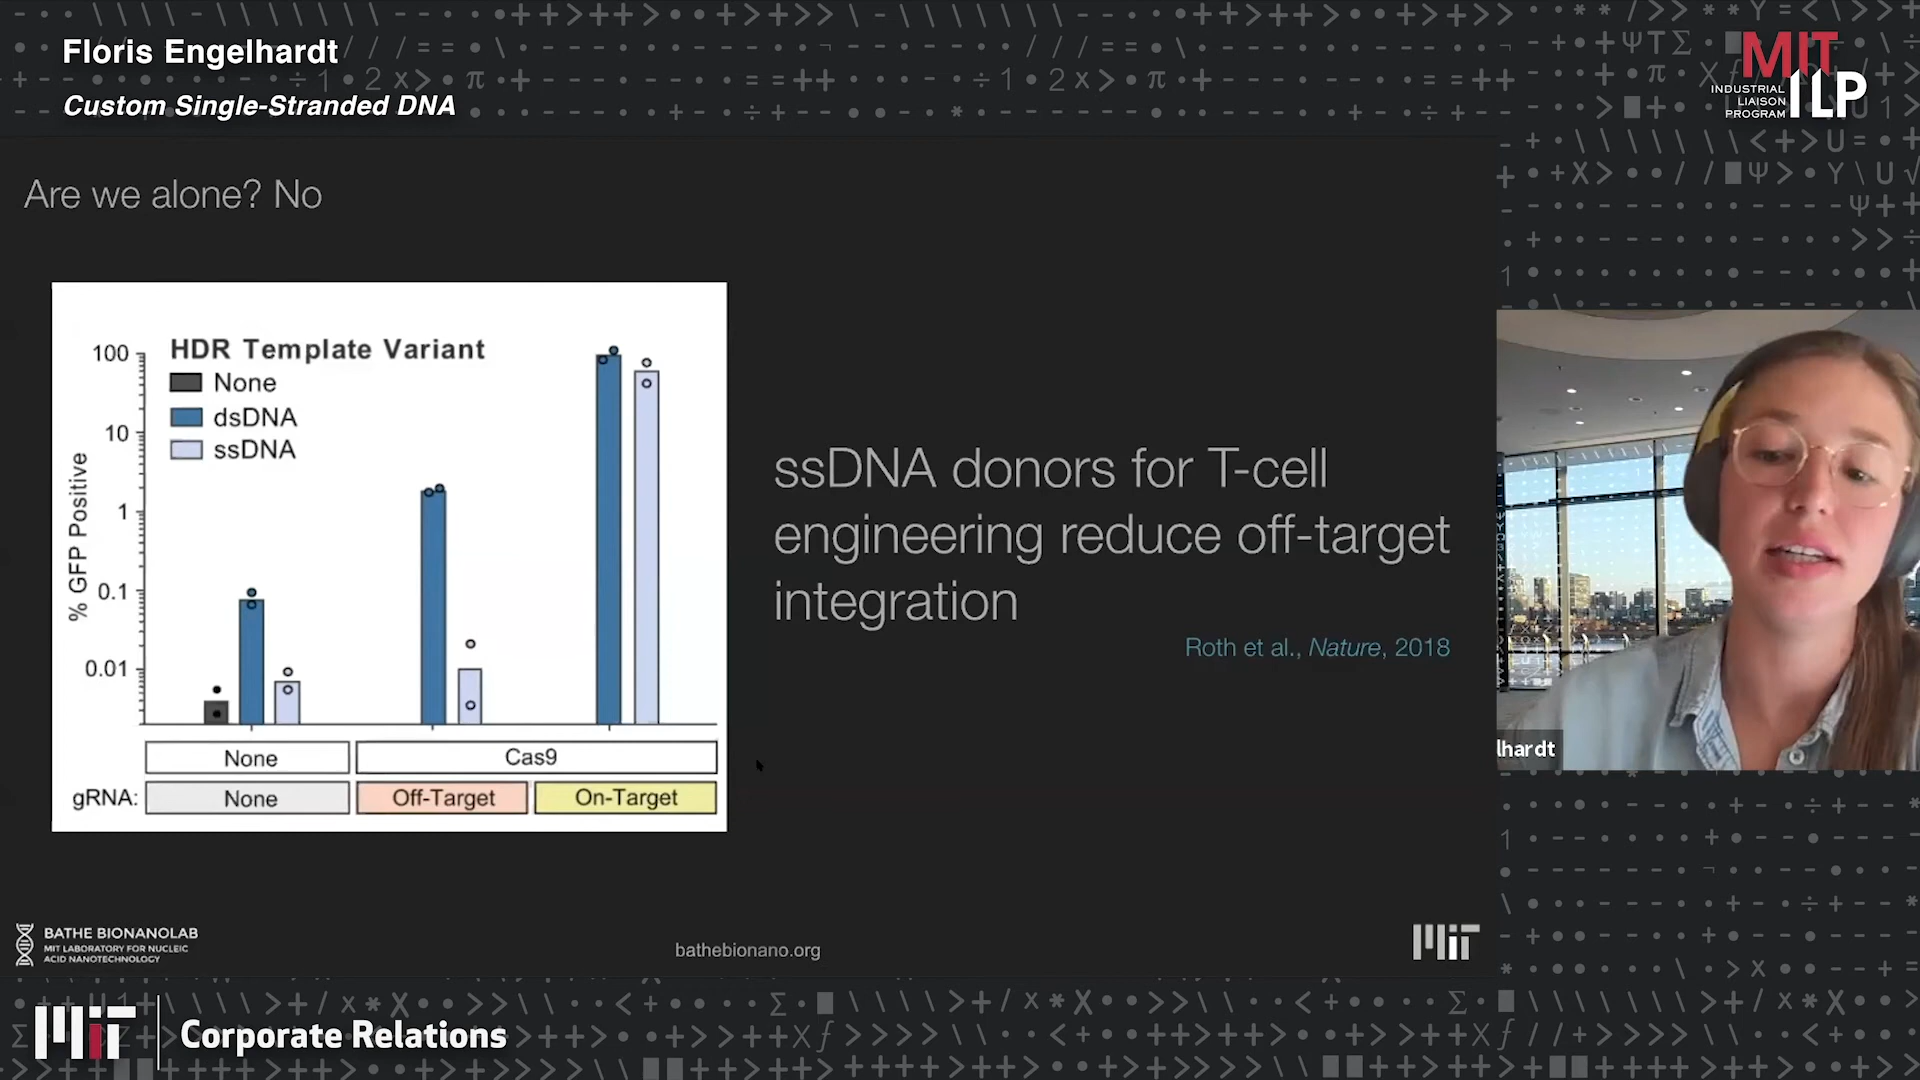 Floris Engelhardt
Custom Single-Stranded DNA
MIT
ILP
INDUSTRIAL
LIAISON
PROGRAM
Are we alone? No
HDR Template Variant
None
dsDNA
ssDNA
% GFP Positive
100
10
1
0.1
0.01
None
Cas9
gRNA:
None
Off-Target
On-Target
ssDNA donors for T-cell
engineering reduce off-target
integration
Roth et al., Nature, 2018
lhardt
BATHE BIONANOLAB
MIT LABORATORY FOR NUCLEIC
ACID NANOTECHNOLOGY
bathebionano.org
MIT
MIT
Corporate Relations